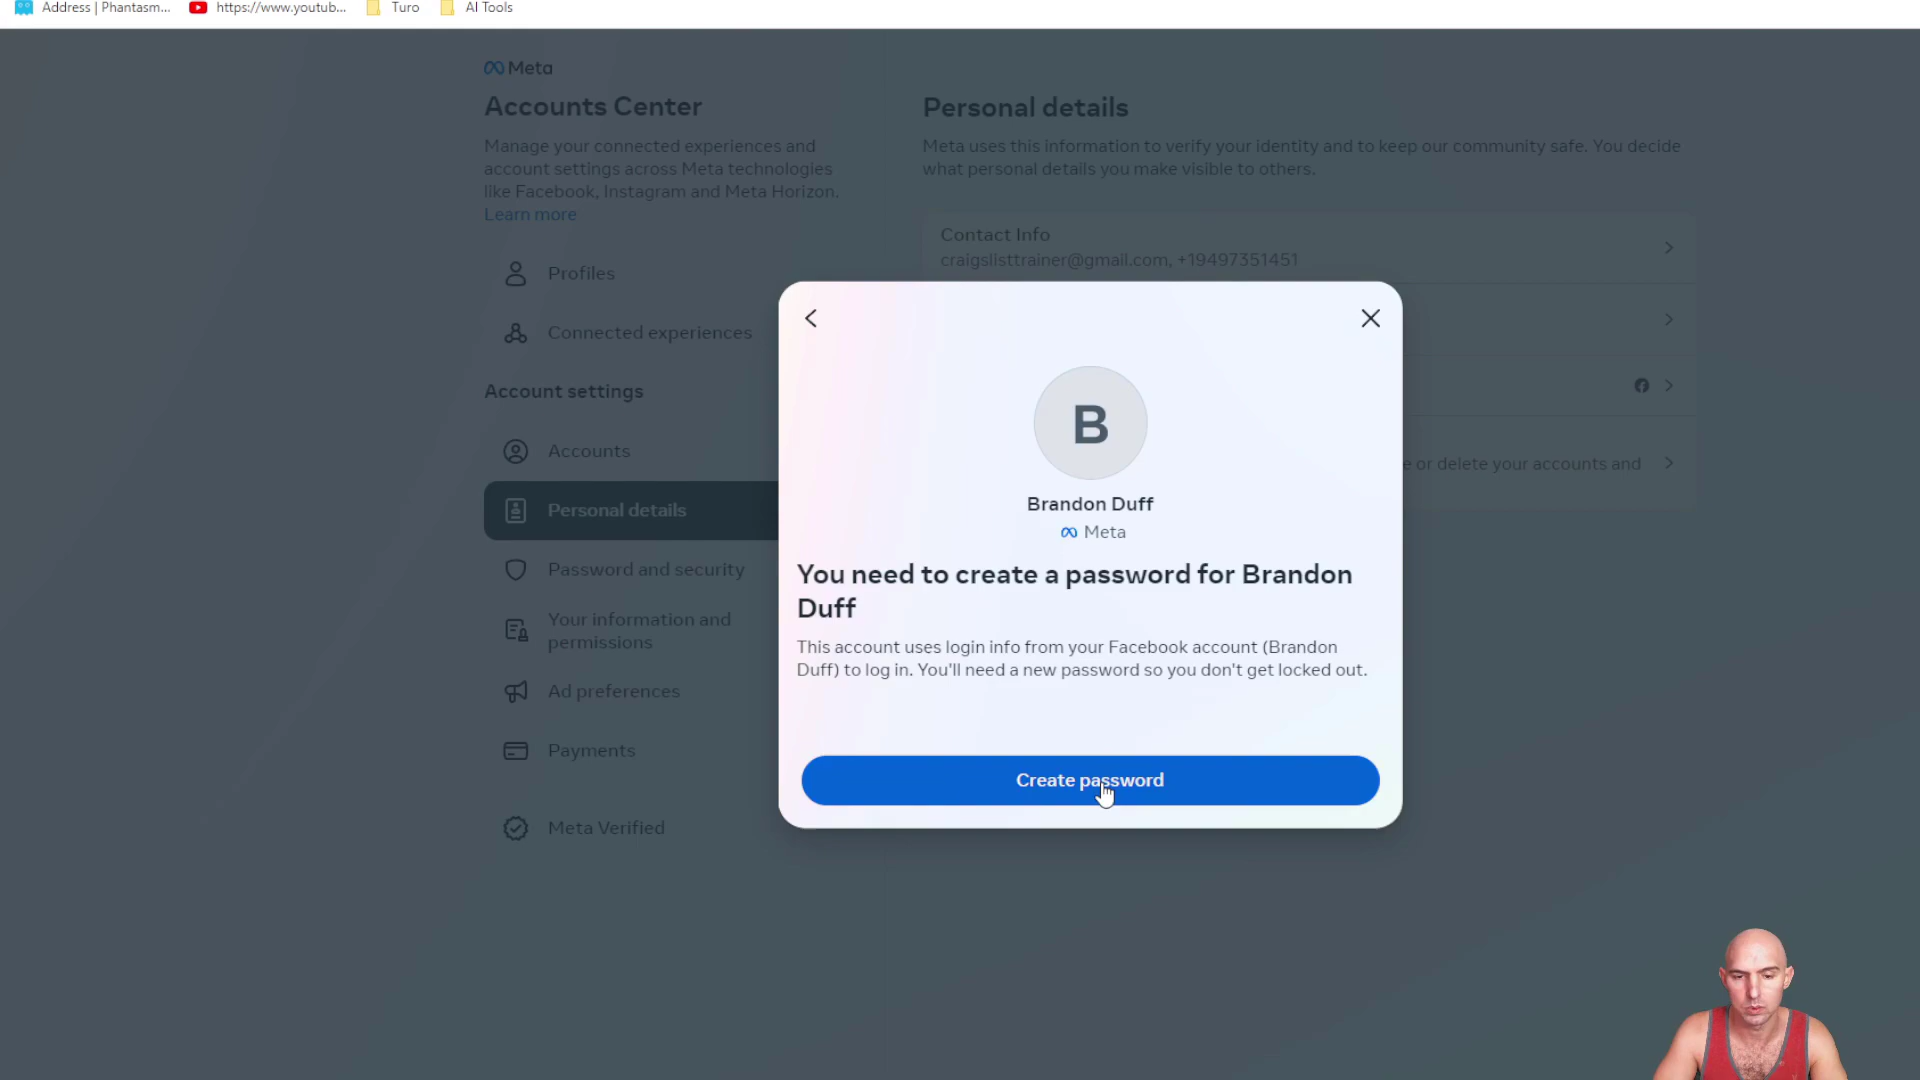 Address | Phantasm...
https://www.youtub...
Turo
AI Tools
Meta
Accounts Center
Manage your connected experiences and
account settings across Meta technologies
like Facebook, Instagram and Meta Horizon.
Learn more
Profiles
Connected experiences
Account settings
Accounts
Personal details
Password and security
Your information and
permissions
Ad preferences
Payments
Meta Verified
Personal details
Meta uses this information to verify your identity and to keep our community safe. You decide
what personal details you make visible to others.
Contact Info
craigslisttrainer@gmail.com, +19497351451
e or delete your accounts and
B
Brandon Duff
Meta
You need to create a password for Brandon
Duff
This account uses login info from your Facebook account (Brandon
Duff) to log in. You'll need a new password so you don't get locked out.
Create password